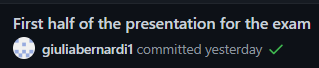 First half of the presentation for the exam
giuliabernardi1 committed yesterday